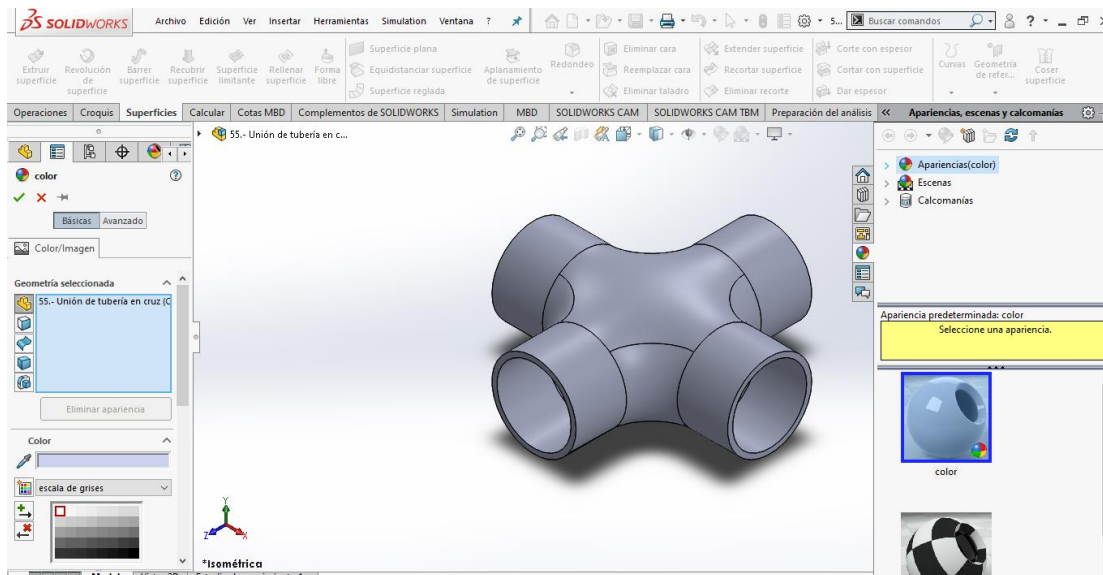 SOLIDWORKS
Archivo Edición Ver Insertar Herramientas Simulation Ventana ?
S...
Buscar comandos
Extruir superficie
Revolución de superficie
Barrer superficie
Recubrir superficie
Superficie limitante
Rellenar superficie
Forma libre
Superficie plana
Equidistanciar superficie
Superficie reglada
Aplanamiento de superficie
Redondeo
Eliminar cara
Reemplazar cara
Eliminar taladro
Extender superficie
Recortar superficie
Eliminar recorte
Corte con espesor
Cortar con superficie
Dar espesor
Curvas
Geometría de refer...
Coser superficie
Operaciones Croquis Superficies Calcular Cotas MBD Complementos de SOLIDWORKS Simulation MBD SOLIDWORKS CAM SOLIDWORKS CAM TBM Preparación del análisis
Apariencias, escenas y calcomanías
55.- Unión de tubería en c...
color
Básicas Avanzado
Color/Imagen
Geometría seleccionada
55.- Unión de tubería en cruz (C
Eliminar apariencia
Color
escala de grises
Y
Z X
*Isométrica
Apariencias(color)
Escenas
Calcomanías
Apariencia predeterminada: color
Seleccione una apariencia.
color